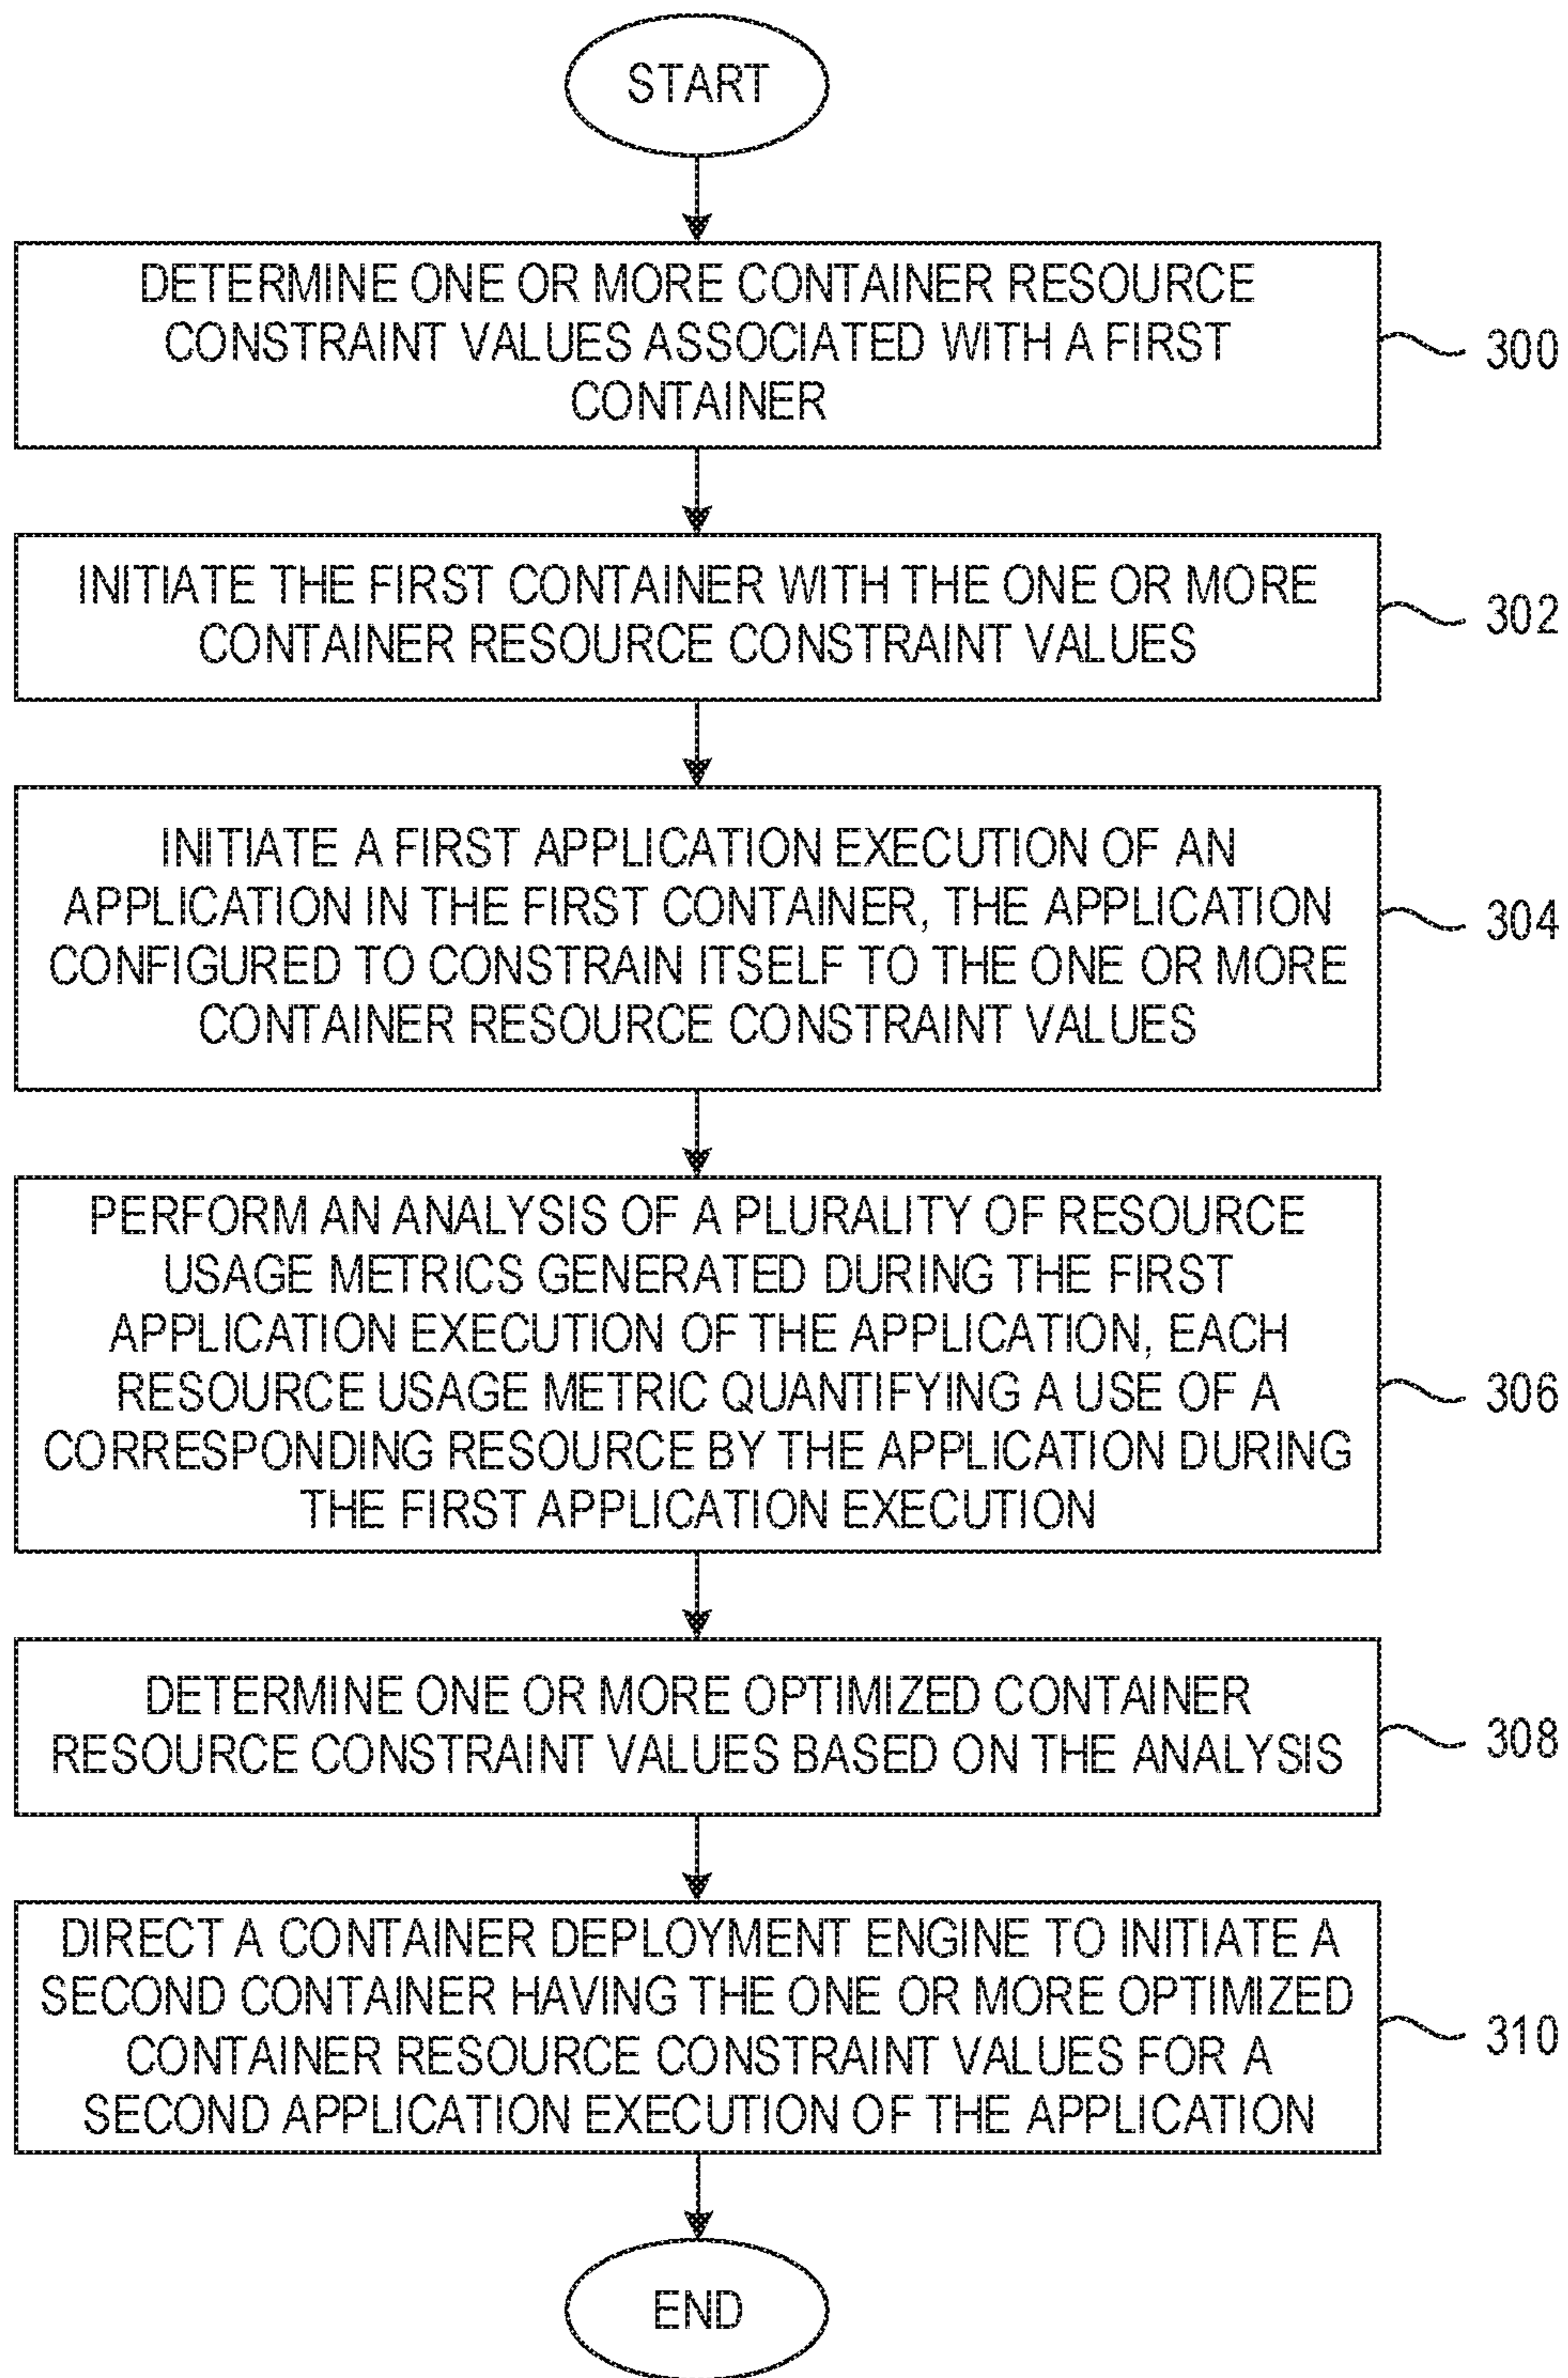 START
DETERMINE ONE OR MORE CONTAINER RESOURCE
CONSTRAINT VALUES ASSOCIATED WITH A FIRST
CONTAINER
300
INITIATE THE FIRST CONTAINER WITH THE ONE OR MORE
CONTAINER RESOURCE CONSTRAINT VALUES
302
INITIATE A FIRST APPLICATION EXECUTION OF AN
APPLICATION IN THE FIRST CONTAINER, THE APPLICATION
CONFIGURED TO CONSTRAIN ITSELF TO THE ONE OR MORE
CONTAINER RESOURCE CONSTRAINT VALUES
304
PERFORM AN ANALYSIS OF A PLURALITY OF RESOURCE
USAGE METRICS GENERATED DURING THE FIRST
APPLICATION EXECUTION OF THE APPLICATION, EACH
RESOURCE USAGE METRIC QUANTIFYING A USE OF A
CORRESPONDING RESOURCE BY THE APPLICATION DURING
THE FIRST APPLICATION EXECUTION
306
DETERMINE ONE OR MORE OPTIMIZED CONTAINER
RESOURCE CONSTRAINT VALUES BASED ON THE ANALYSIS
308
DIRECT A CONTAINER DEPLOYMENT ENGINE TO INITIATE A
SECOND CONTAINER HAVING THE ONE OR MORE OPTIMIZED
CONTAINER RESOURCE CONSTRAINT VALUES FOR A
SECOND APPLICATION EXECUTION OF THE APPLICATION
310
END